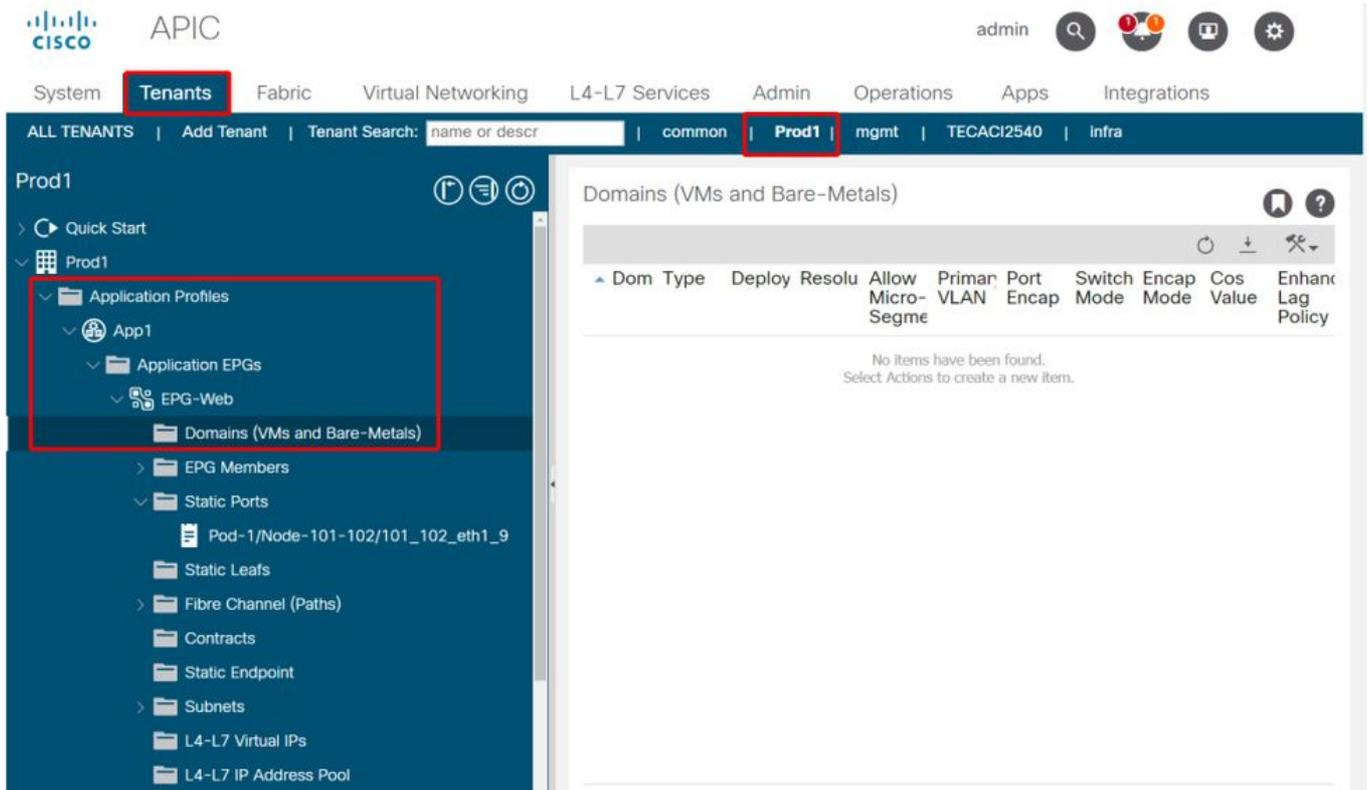 CISCO APIC admin 1 1
System Tenants Fabric Virtual Networking L4-L7 Services Admin Operations Apps Integrations
ALL TENANTS | Add Tenant | Tenant Search: name or descr | common | Prod1 | mgmt | TECACI2540 | infra
Prod1
Quick Start
Prod1
Application Profiles
App1
Application EPGs
EPG-Web
Domains (VMs and Bare-Metals)
EPG Members
Static Ports
Pod-1/Node-101-102/101_102_eth1_9
Static Leafs
Fibre Channel (Paths)
Contracts
Static Endpoint
Subnets
L4-L7 Virtual IPs
L4-L7 IP Address Pool
Domains (VMs and Bare-Metals)
Dom Type Deploy Resolu Allow Primar Port Switch Encap Cos Enhanc
Micro- VLAN Encap Mode Mode Value Lag
Segme Policy
No items have been found.
Select Actions to create a new item.